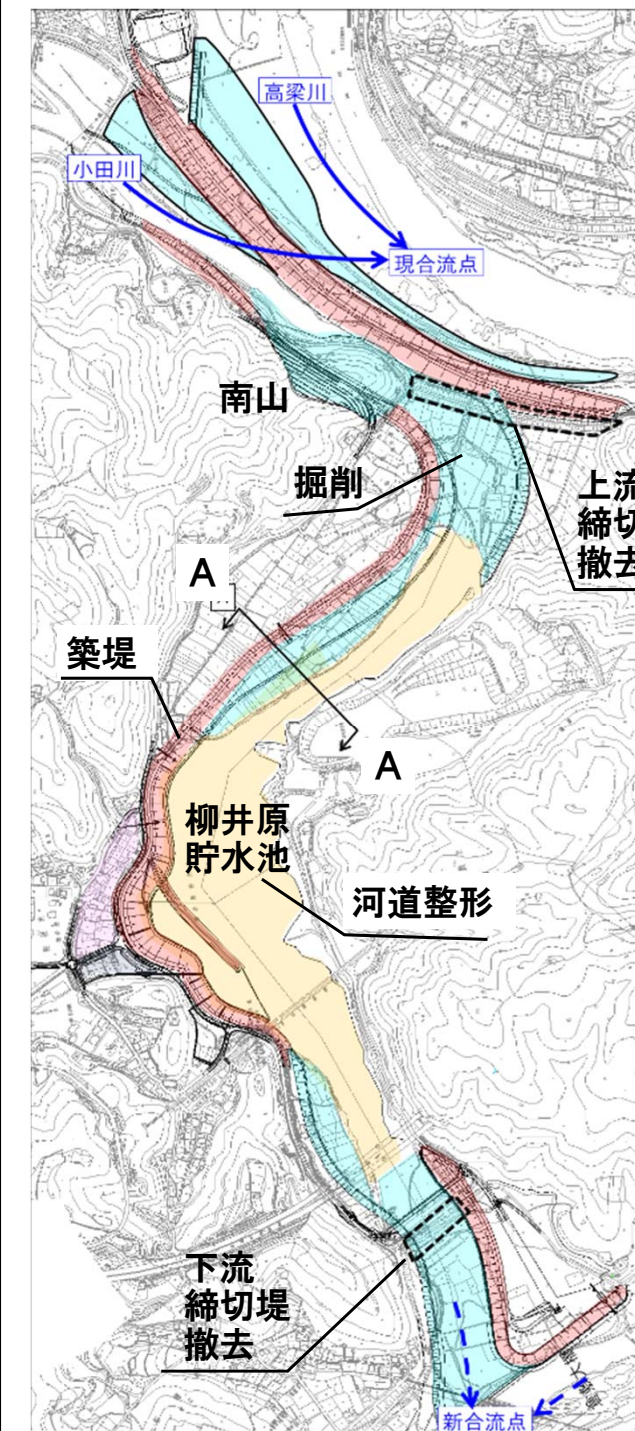 高梁川
小田川
現合流点
南山
掘削
上流
締切
撤去
A
築堤
A
柳井原
貯水池
河道整形
下流
締切堤
撤去
新合流点